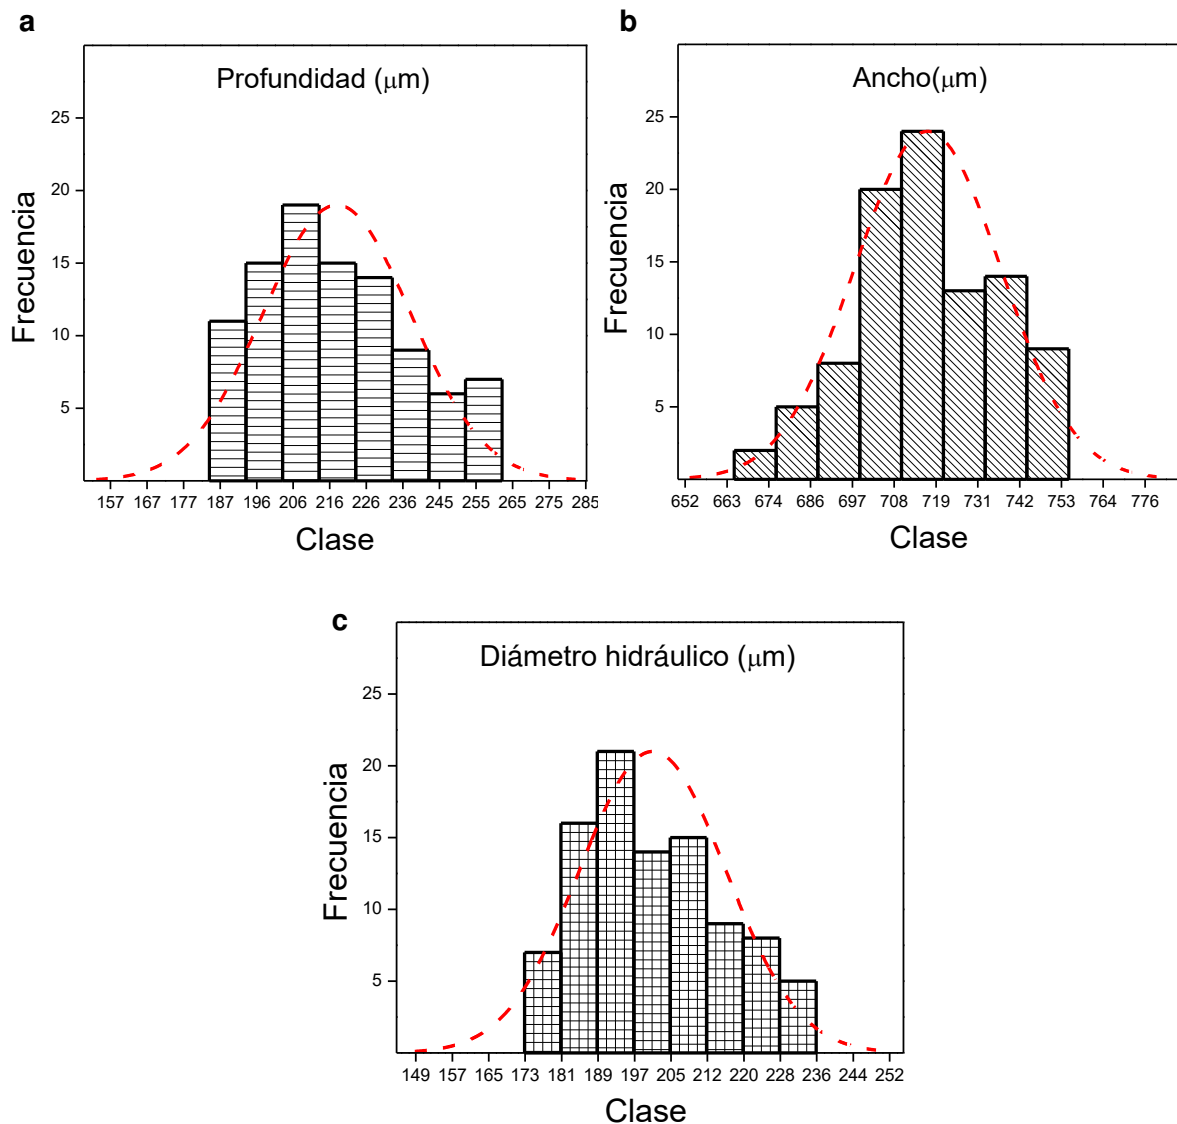 a
Profundidad (μm)
25
20
15
10
5
Frecuencia
157 167 177 187 196 206 216 226 236 245 255 265 275 285
Clase
b
Ancho(μm)
25
20
15
10
5
Frecuencia
652 663 674 686 697 708 719 731 742 753 764 776
Clase
c
Diámetro hidráulico (μm)
25
20
15
10
5
Frecuencia
149 157 165 173 181 189 197 205 212 220 228 236 244 252
Clase